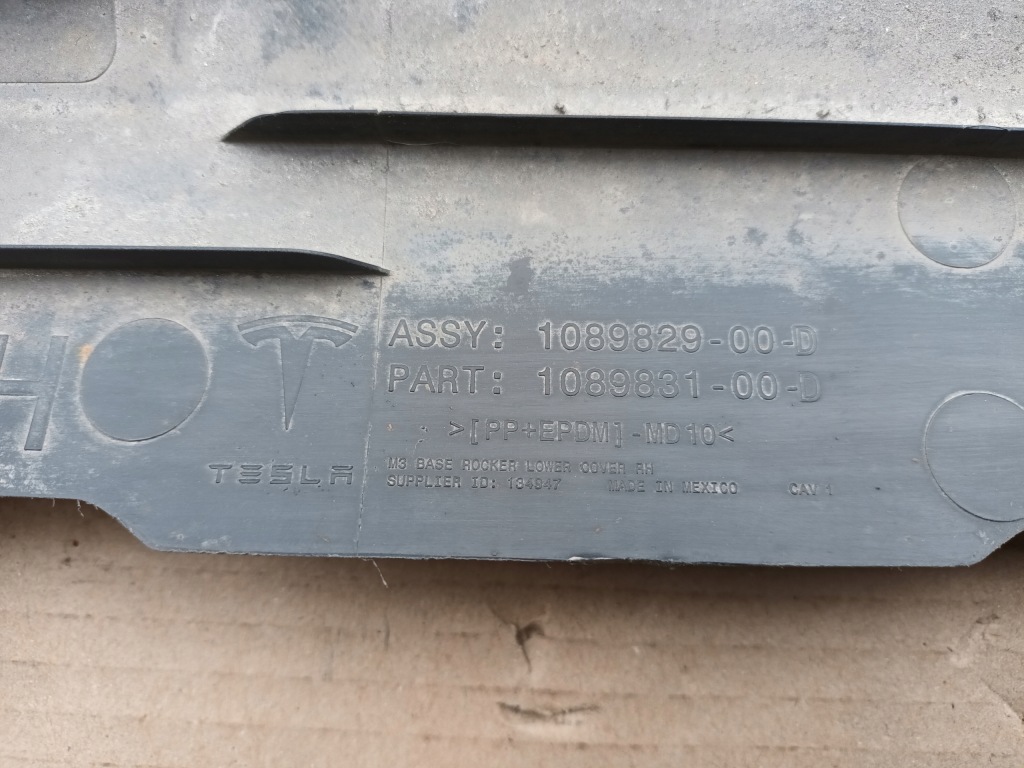 H
ASSY: 1089829-00-D
PART: 1089831-00-D
>[PP+EPDM]-MD10<
TESLA
M3 BASE ROCKER LOWER COVER RH
SUPPLIER ID: 134847 MADE IN MEXICO CAV 1